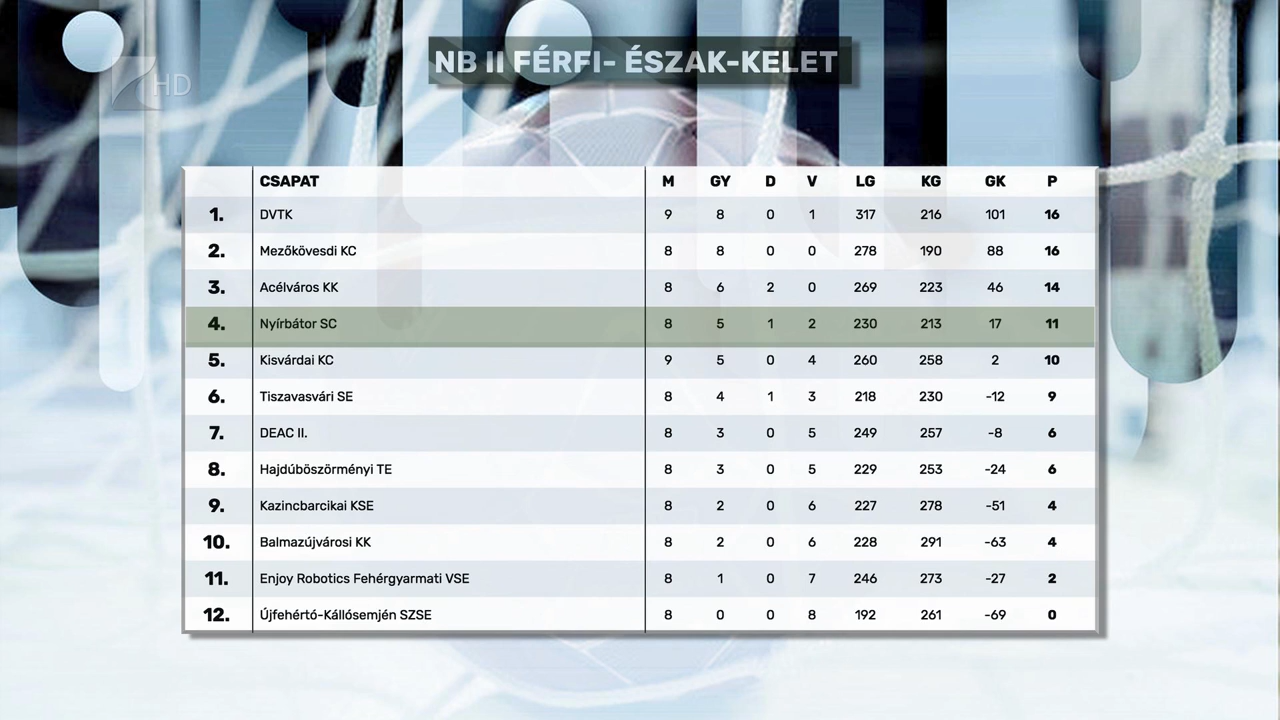 NB II FÉRFI- ÉSZAK-KELET
HD
CSAPAT M GY D V LG KG GK P
1. DVTK 9 8 0 1 317 216 101 16
2. Mezőkövesdi KC 8 8 0 0 278 190 88 16
3. Acélváros KK 8 6 2 0 269 223 46 14
4. Nyírbátor SC 8 5 1 2 230 213 17 11
5. Kisvárdai KC 9 5 0 4 260 258 2 10
6. Tiszavasvári SE 8 4 1 3 218 230 -12 9
7. DEAC II. 8 3 0 5 249 257 -8 6
8. Hajdúböszörményi TE 8 3 0 5 229 253 -24 6
9. Kazincbarcikai KSE 8 2 0 6 227 278 -51 4
10. Balmazújvárosi KK 8 2 0 6 228 291 -63 4
11. Enjoy Robotics Fehérgyarmati VSE 8 1 0 7 246 273 -27 2
12. Újfehértó-Kállósemjén SZSE 8 0 0 8 192 261 -69 0